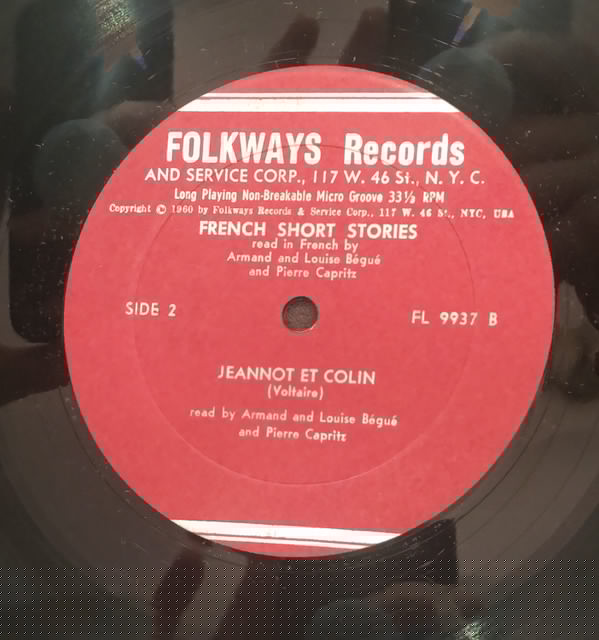 FOLKWAYS Records
AND SERVICE CORP., 117 W. 46 St., N. Y. C.
Long Playing Non-Breakable Micro Groove 33⅓ RPM
Copyright © 1960 by Folkways Records & Service Corp., 117 W. 46 St., NYC, USA
FRENCH SHORT STORIES
read in French by
Armand and Louise Bégué
and Pierre Capritz
SIDE 2
FL 9937 B
JEANNOT ET COLIN
(Voltaire)
read by Armand and Louise Bégué
and Pierre Capritz